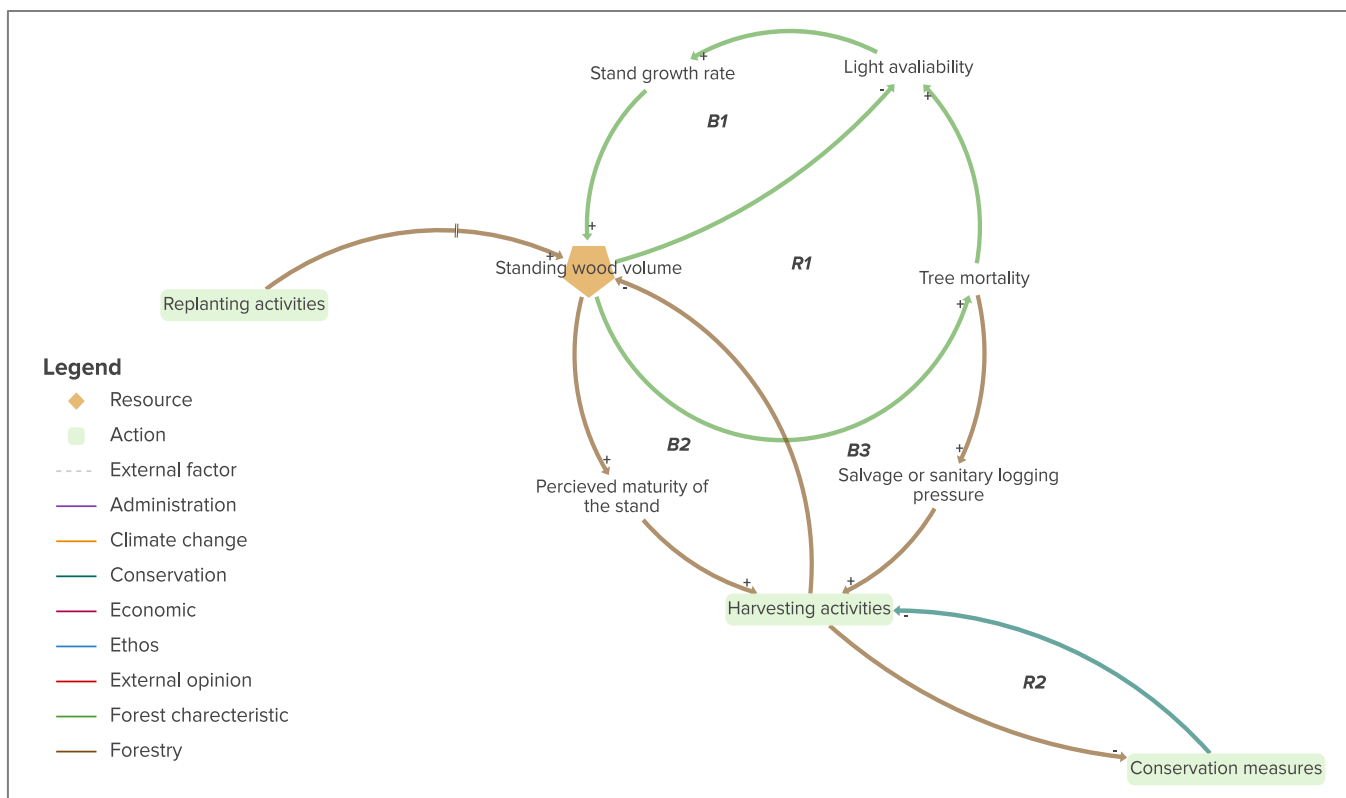 Stand growth rate
Light avaliability
B1
Standing wood volume
R1
Tree mortality
Replanting activities
B2
B3
Percieved maturity of
the stand
Salvage or sanitary logging
pressure
Harvesting activities
R2
Conservation measures
Legend
Resource
Action
External factor
Administration
Climate change
Conservation
Economic
Ethos
External opinion
Forest charecteristic
Forestry
+
-
+
+
+
-
+
+
+
+
+
-
-